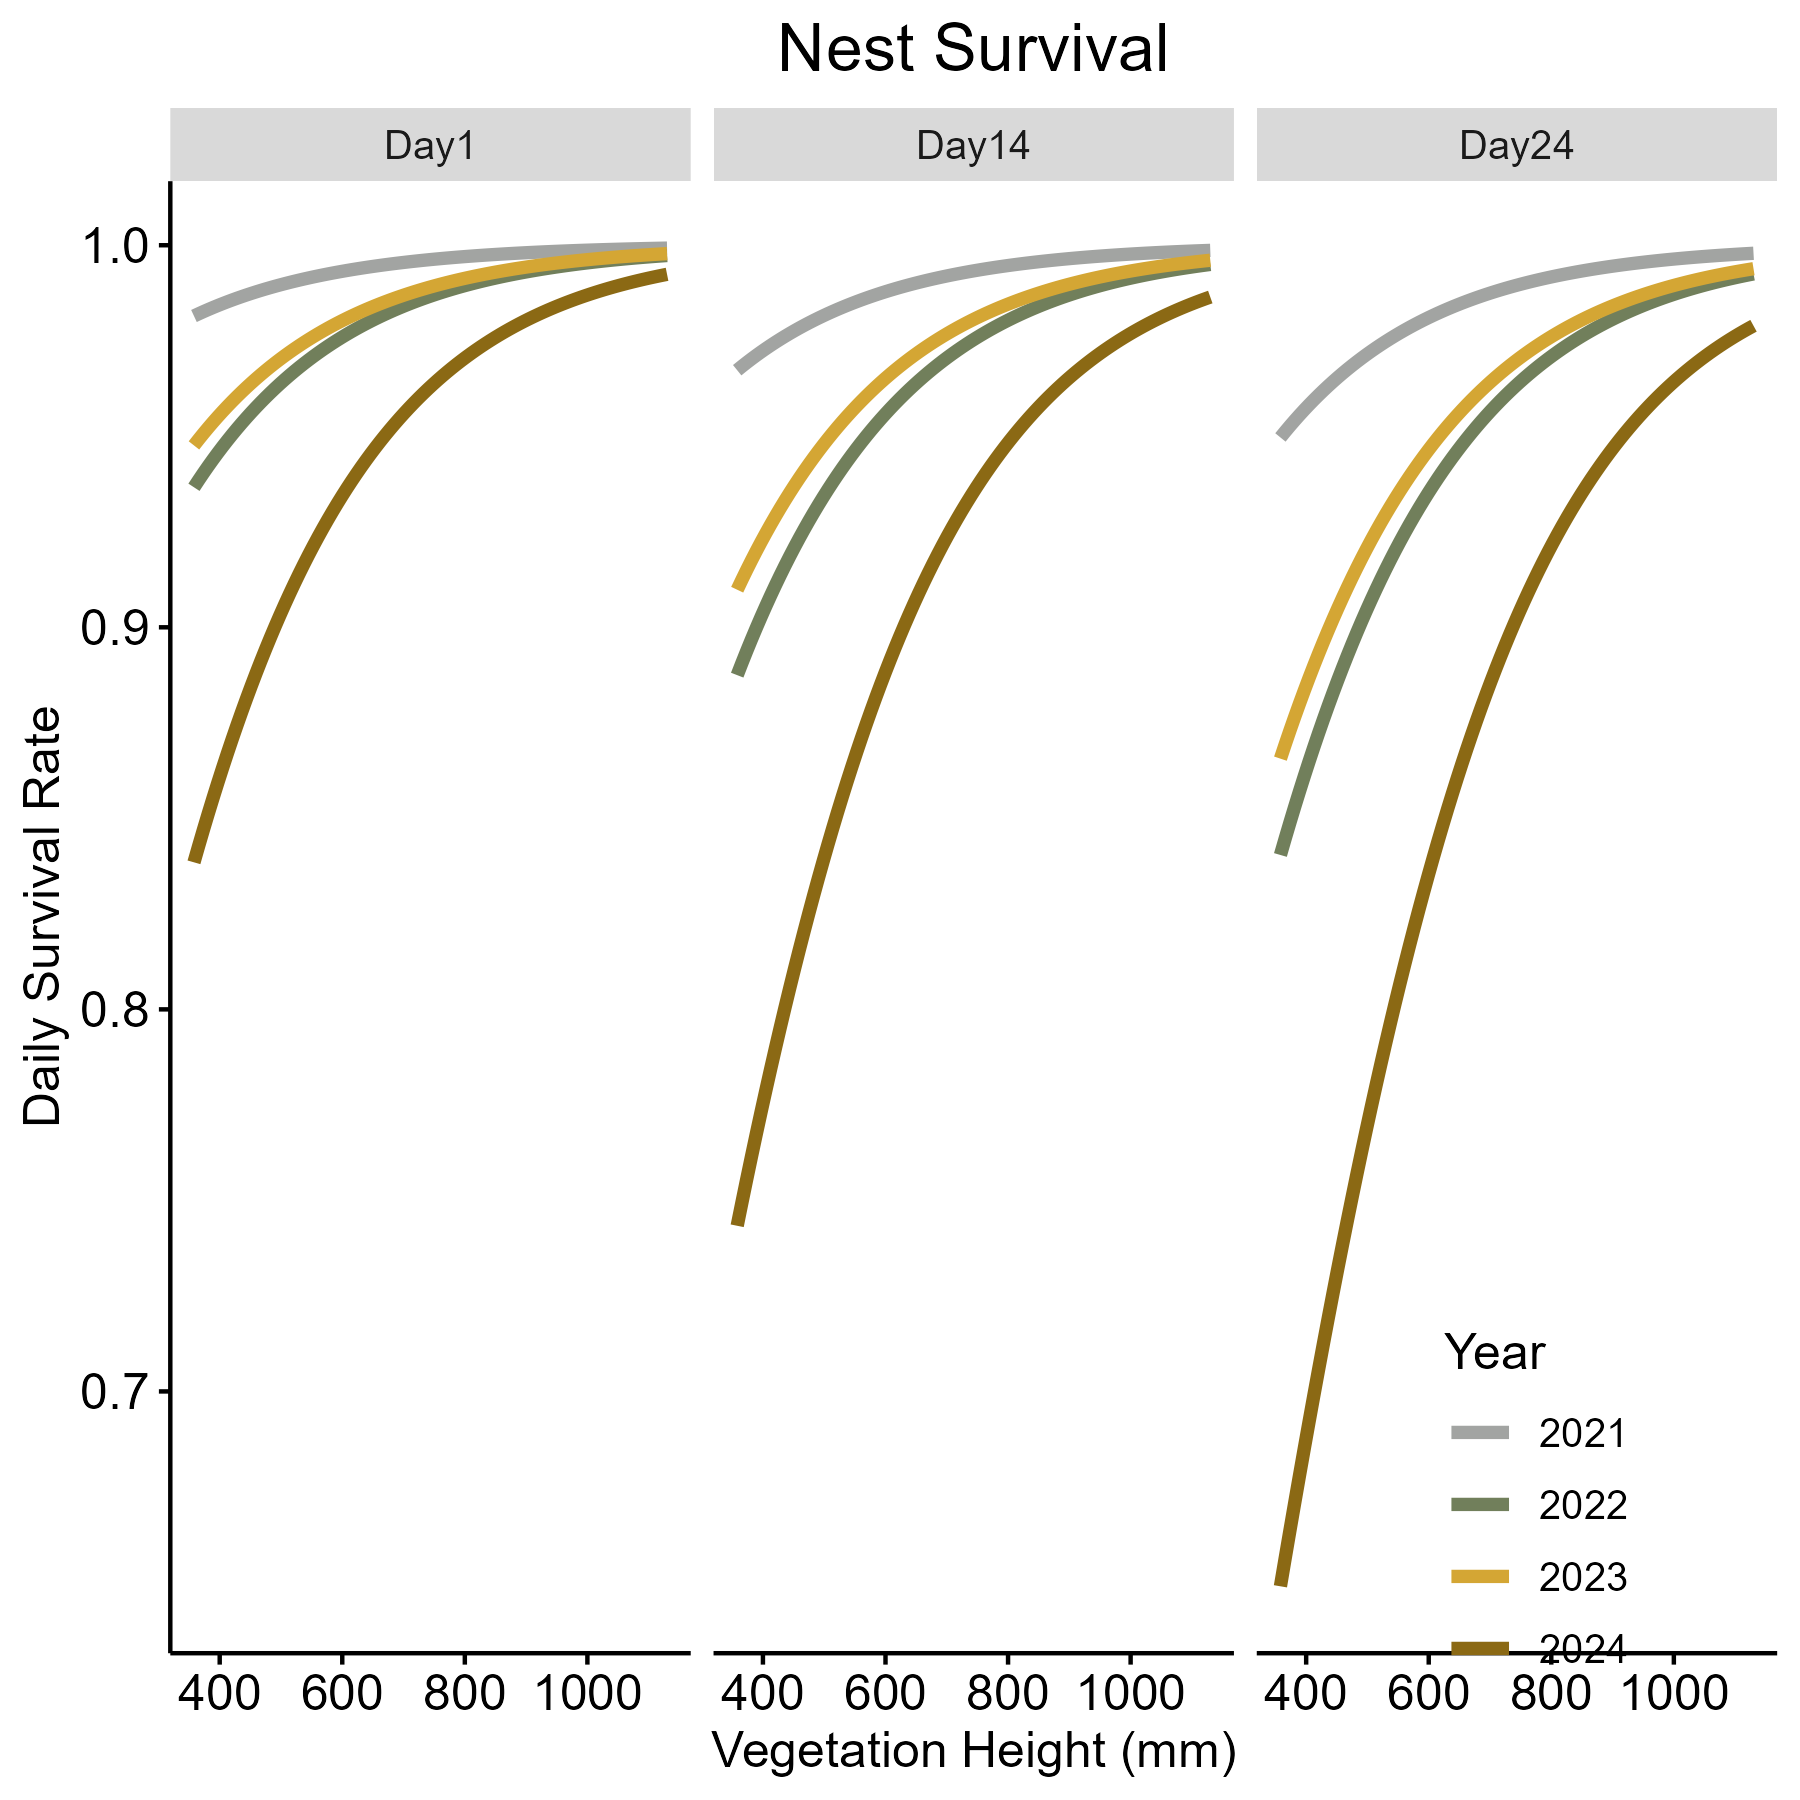 Nest Survival
Day1 Day14 Day24
1.0
0.9
0.8
0.7
Daily Survival Rate
Year
2021
2022
2023
2024
400 600 800 1000 400 600 800 1000 400 600 800 1000
Vegetation Height (mm)